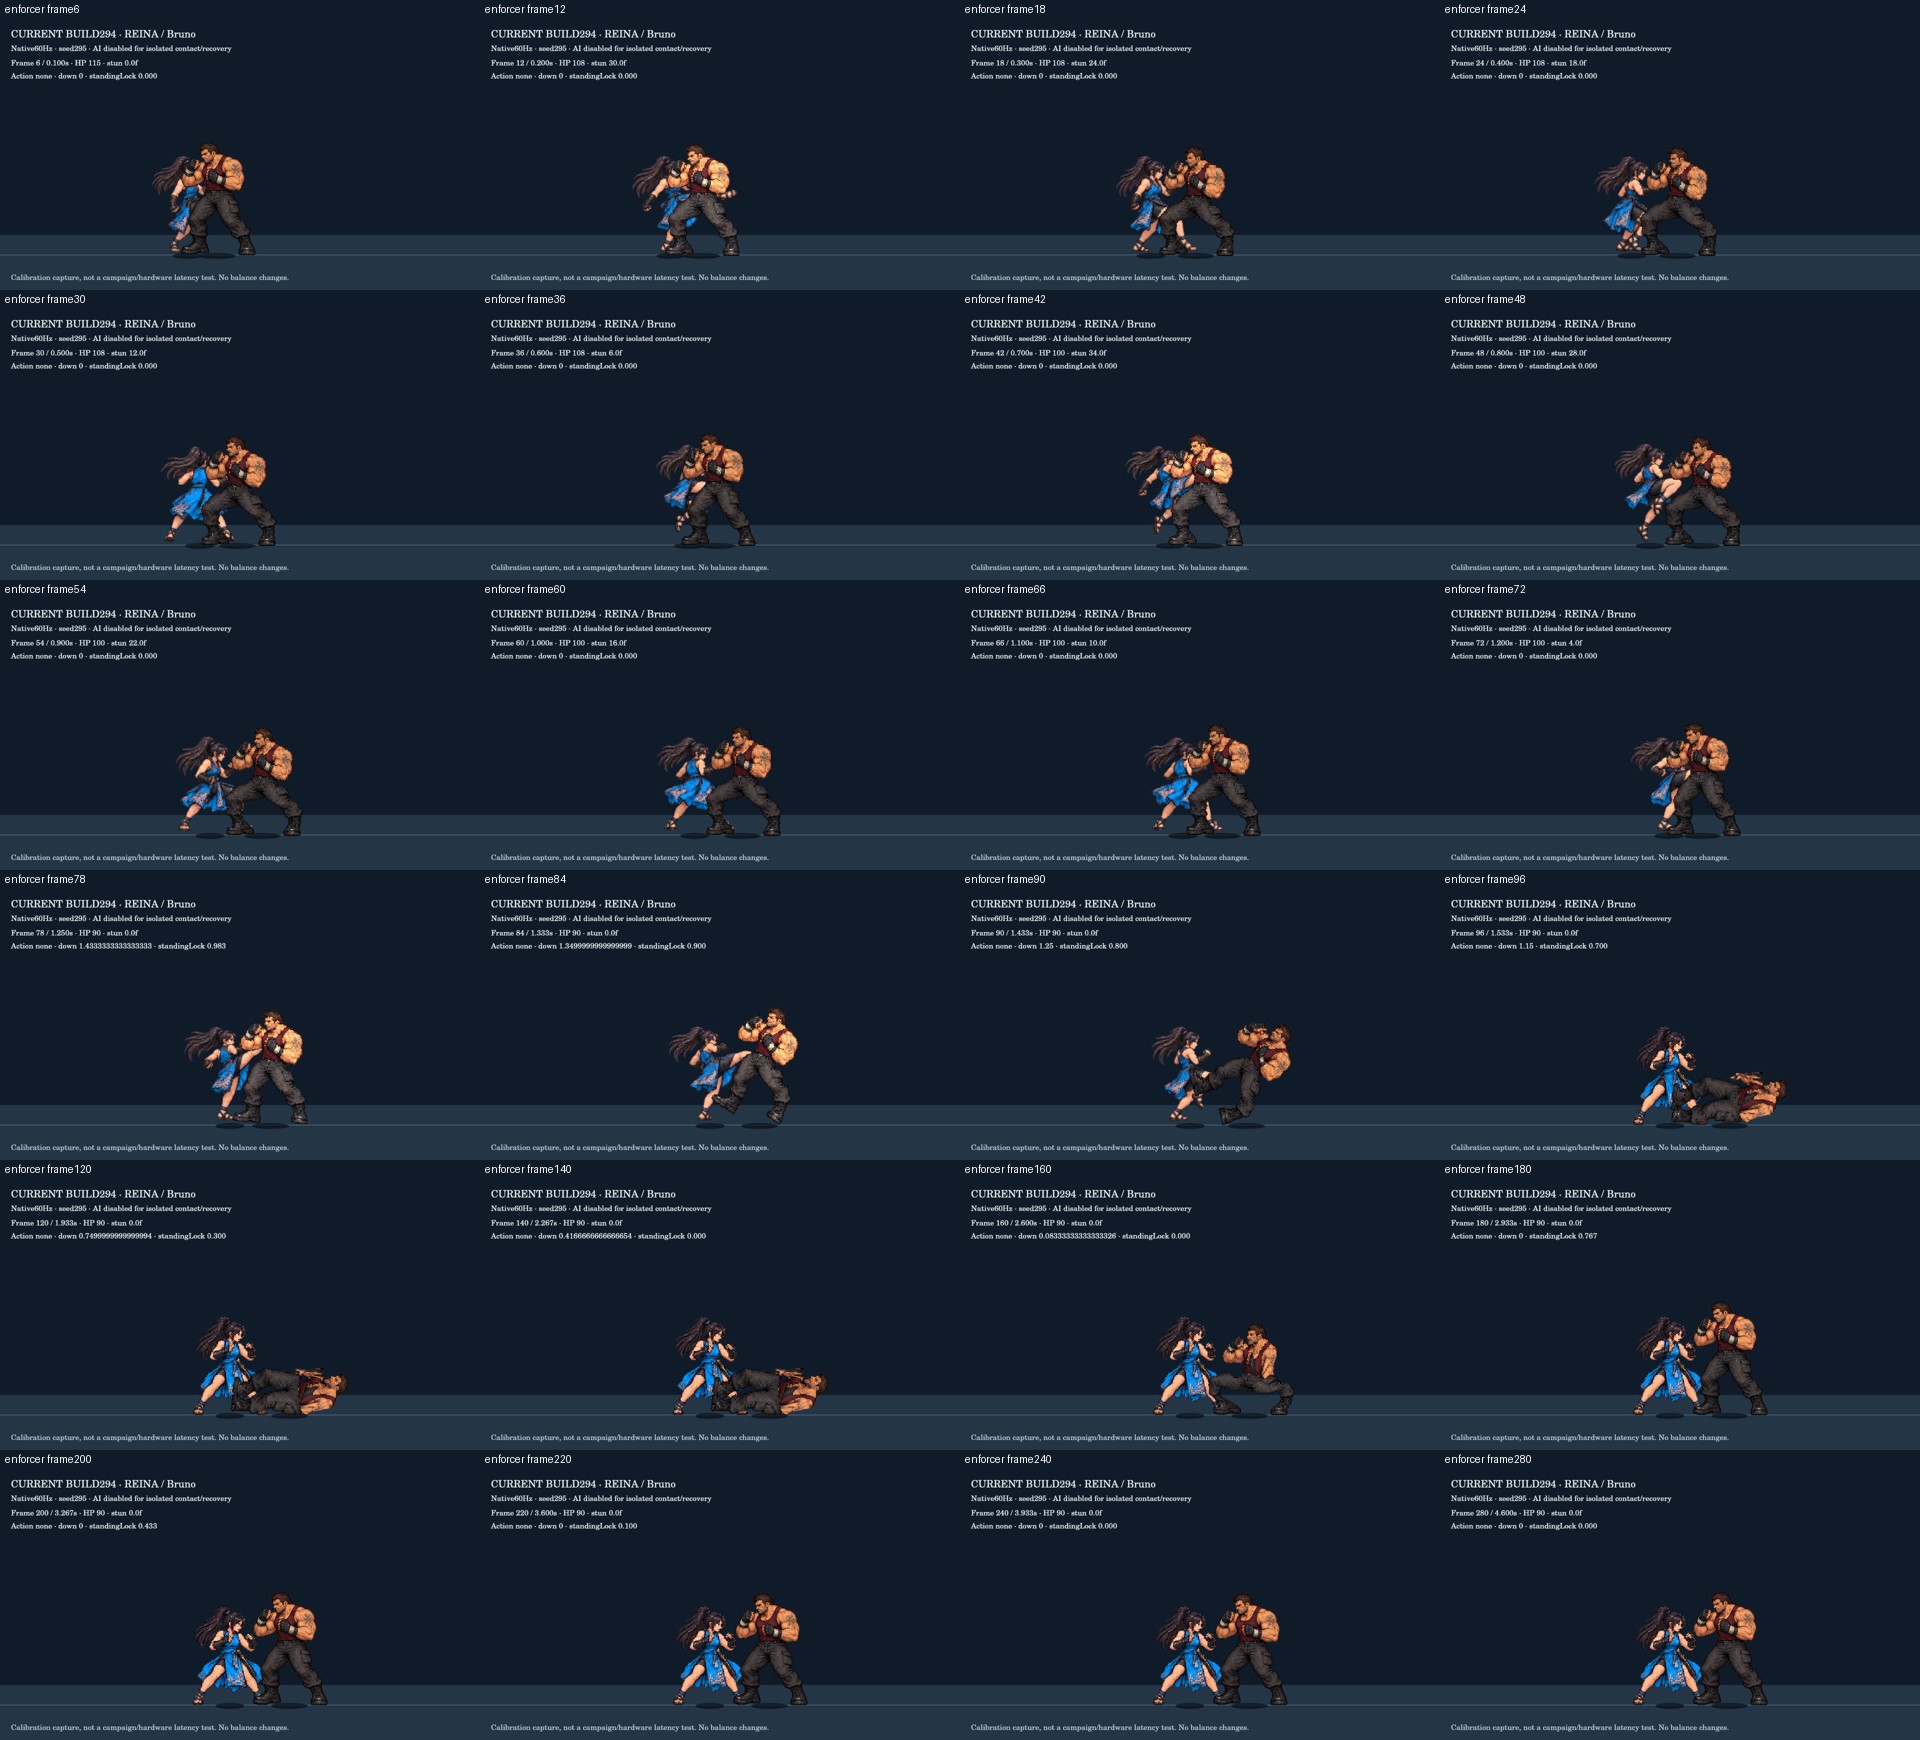 enforcer frame6
CURRENT BUILD294 · REINA / Bruno
Native60Hz · seed295 · AI disabled for isolated contact/recovery
Frame 6 / 0.100s · HP 115 · stun 0.0f
Action none · down 0 · standingLock 0.000
Calibration capture, not a campaign/hardware latency test. No balance changes.
enforcer frame12
CURRENT BUILD294 · REINA / Bruno
Native60Hz · seed295 · AI disabled for isolated contact/recovery
Frame 12 / 0.200s · HP 108 · stun 30.0f
Action none · down 0 · standingLock 0.000
Calibration capture, not a campaign/hardware latency test. No balance changes.
enforcer frame18
CURRENT BUILD294 · REINA / Bruno
Native60Hz · seed295 · AI disabled for isolated contact/recovery
Frame 18 / 0.300s · HP 108 · stun 24.0f
Action none · down 0 · standingLock 0.000
Calibration capture, not a campaign/hardware latency test. No balance changes.
enforcer frame24
CURRENT BUILD294 · REINA / Bruno
Native60Hz · seed295 · AI disabled for isolated contact/recovery
Frame 24 / 0.400s · HP 108 · stun 18.0f
Action none · down 0 · standingLock 0.000
Calibration capture, not a campaign/hardware latency test. No balance changes.
enforcer frame30
CURRENT BUILD294 · REINA / Bruno
Native60Hz · seed295 · AI disabled for isolated contact/recovery
Frame 30 / 0.500s · HP 108 · stun 12.0f
Action none · down 0 · standingLock 0.000
Calibration capture, not a campaign/hardware latency test. No balance changes.
enforcer frame36
CURRENT BUILD294 · REINA / Bruno
Native60Hz · seed295 · AI disabled for isolated contact/recovery
Frame 36 / 0.600s · HP 108 · stun 6.0f
Action none · down 0 · standingLock 0.000
Calibration capture, not a campaign/hardware latency test. No balance changes.
enforcer frame42
CURRENT BUILD294 · REINA / Bruno
Native60Hz · seed295 · AI disabled for isolated contact/recovery
Frame 42 / 0.700s · HP 100 · stun 34.0f
Action none · down 0 · standingLock 0.000
Calibration capture, not a campaign/hardware latency test. No balance changes.
enforcer frame48
CURRENT BUILD294 · REINA / Bruno
Native60Hz · seed295 · AI disabled for isolated contact/recovery
Frame 48 / 0.800s · HP 100 · stun 28.0f
Action none · down 0 · standingLock 0.000
Calibration capture, not a campaign/hardware latency test. No balance changes.
enforcer frame54
CURRENT BUILD294 · REINA / Bruno
Native60Hz · seed295 · AI disabled for isolated contact/recovery
Frame 54 / 0.900s · HP 100 · stun 22.0f
Action none · down 0 · standingLock 0.000
Calibration capture, not a campaign/hardware latency test. No balance changes.
enforcer frame60
CURRENT BUILD294 · REINA / Bruno
Native60Hz · seed295 · AI disabled for isolated contact/recovery
Frame 60 / 1.000s · HP 100 · stun 16.0f
Action none · down 0 · standingLock 0.000
Calibration capture, not a campaign/hardware latency test. No balance changes.
enforcer frame66
CURRENT BUILD294 · REINA / Bruno
Native60Hz · seed295 · AI disabled for isolated contact/recovery
Frame 66 / 1.100s · HP 100 · stun 10.0f
Action none · down 0 · standingLock 0.000
Calibration capture, not a campaign/hardware latency test. No balance changes.
enforcer frame72
CURRENT BUILD294 · REINA / Bruno
Native60Hz · seed295 · AI disabled for isolated contact/recovery
Frame 72 / 1.200s · HP 100 · stun 4.0f
Action none · down 0 · standingLock 0.000
Calibration capture, not a campaign/hardware latency test. No balance changes.
enforcer frame78
CURRENT BUILD294 · REINA / Bruno
Native60Hz · seed295 · AI disabled for isolated contact/recovery
Frame 78 / 1.250s · HP 90 · stun 0.0f
Action none · down 1.4333333333333333 · standingLock 0.983
Calibration capture, not a campaign/hardware latency test. No balance changes.
enforcer frame84
CURRENT BUILD294 · REINA / Bruno
Native60Hz · seed295 · AI disabled for isolated contact/recovery
Frame 84 / 1.333s · HP 90 · stun 0.0f
Action none · down 1.3499999999999999 · standingLock 0.900
Calibration capture, not a campaign/hardware latency test. No balance changes.
enforcer frame90
CURRENT BUILD294 · REINA / Bruno
Native60Hz · seed295 · AI disabled for isolated contact/recovery
Frame 90 / 1.433s · HP 90 · stun 0.0f
Action none · down 1.25 · standingLock 0.800
Calibration capture, not a campaign/hardware latency test. No balance changes.
enforcer frame96
CURRENT BUILD294 · REINA / Bruno
Native60Hz · seed295 · AI disabled for isolated contact/recovery
Frame 96 / 1.533s · HP 90 · stun 0.0f
Action none · down 1.15 · standingLock 0.700
Calibration capture, not a campaign/hardware latency test. No balance changes.
enforcer frame120
CURRENT BUILD294 · REINA / Bruno
Native60Hz · seed295 · AI disabled for isolated contact/recovery
Frame 120 / 1.933s · HP 90 · stun 0.0f
Action none · down 0.7499999999999994 · standingLock 0.300
Calibration capture, not a campaign/hardware latency test. No balance changes.
enforcer frame140
CURRENT BUILD294 · REINA / Bruno
Native60Hz · seed295 · AI disabled for isolated contact/recovery
Frame 140 / 2.267s · HP 90 · stun 0.0f
Action none · down 0.4166666666666654 · standingLock 0.000
Calibration capture, not a campaign/hardware latency test. No balance changes.
enforcer frame160
CURRENT BUILD294 · REINA / Bruno
Native60Hz · seed295 · AI disabled for isolated contact/recovery
Frame 160 / 2.600s · HP 90 · stun 0.0f
Action none · down 0.08333333333333326 · standingLock 0.000
Calibration capture, not a campaign/hardware latency test. No balance changes.
enforcer frame180
CURRENT BUILD294 · REINA / Bruno
Native60Hz · seed295 · AI disabled for isolated contact/recovery
Frame 180 / 2.933s · HP 90 · stun 0.0f
Action none · down 0 · standingLock 0.767
Calibration capture, not a campaign/hardware latency test. No balance changes.
enforcer frame200
CURRENT BUILD294 · REINA / Bruno
Native60Hz · seed295 · AI disabled for isolated contact/recovery
Frame 200 / 3.267s · HP 90 · stun 0.0f
Action none · down 0 · standingLock 0.433
Calibration capture, not a campaign/hardware latency test. No balance changes.
enforcer frame220
CURRENT BUILD294 · REINA / Bruno
Native60Hz · seed295 · AI disabled for isolated contact/recovery
Frame 220 / 3.600s · HP 90 · stun 0.0f
Action none · down 0 · standingLock 0.100
Calibration capture, not a campaign/hardware latency test. No balance changes.
enforcer frame240
CURRENT BUILD294 · REINA / Bruno
Native60Hz · seed295 · AI disabled for isolated contact/recovery
Frame 240 / 3.933s · HP 90 · stun 0.0f
Action none · down 0 · standingLock 0.000
Calibration capture, not a campaign/hardware latency test. No balance changes.
enforcer frame280
CURRENT BUILD294 · REINA / Bruno
Native60Hz · seed295 · AI disabled for isolated contact/recovery
Frame 280 / 4.600s · HP 90 · stun 0.0f
Action none · down 0 · standingLock 0.000
Calibration capture, not a campaign/hardware latency test. No balance changes.